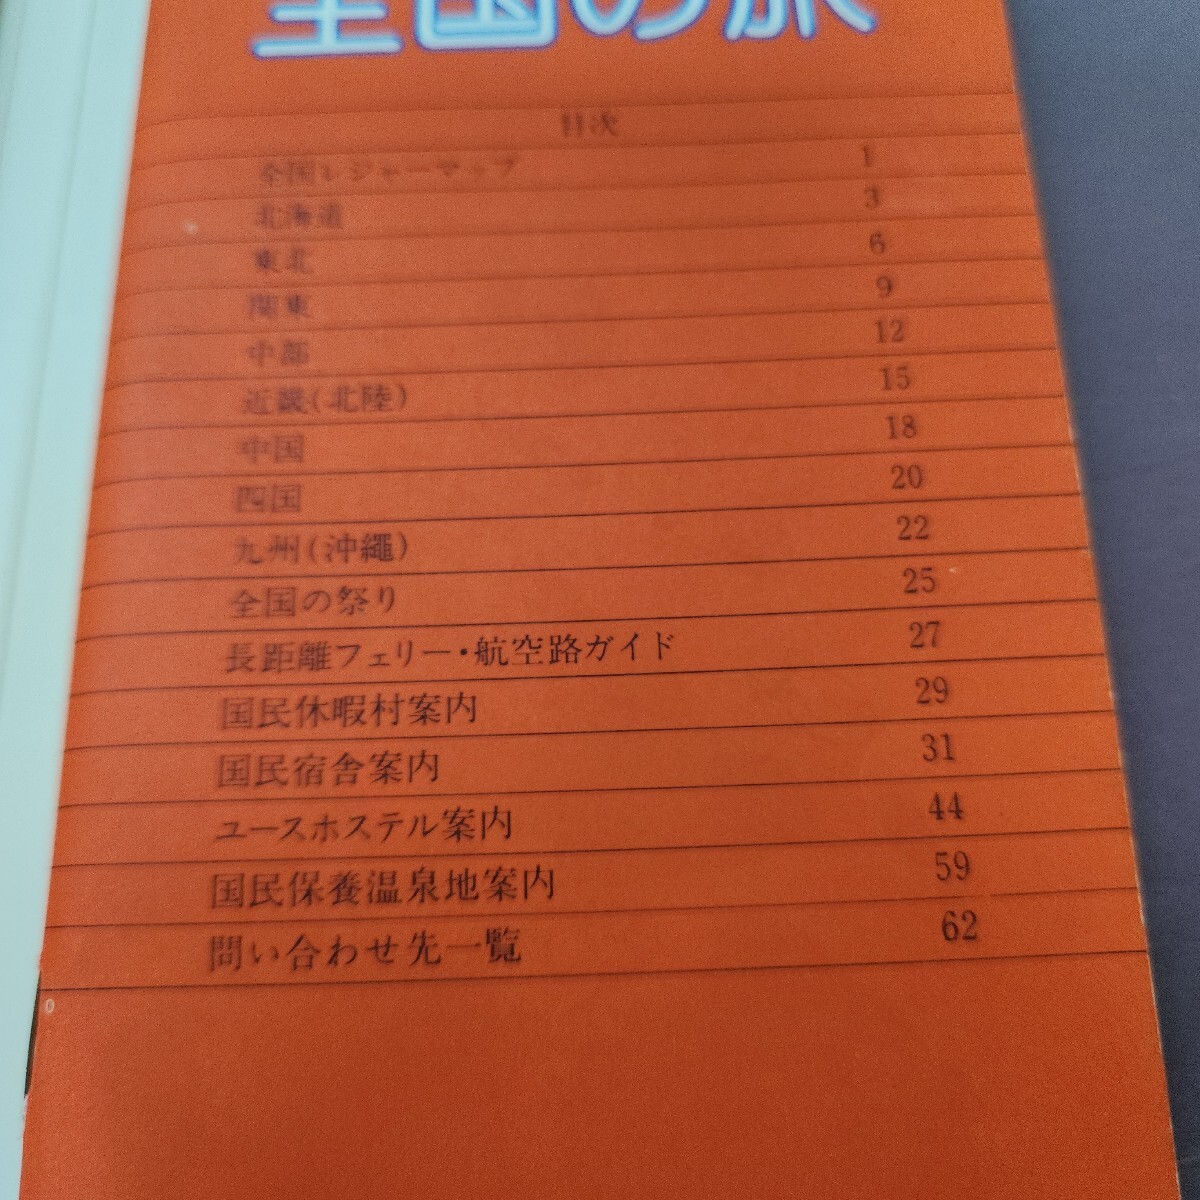 全国の旅
目次
全国レジャーマップ 1
北海道 3
東北 6
関東 9
中部 12
近畿(北陸) 15
中国 18
四国 20
九州(沖縄) 22
全国の祭り 25
長距離フェリー・航空路ガイド 27
国民休暇村案内 29
国民宿舎案内 31
ユースホステル案内 44
国民保養温泉地案内 59
問い合わせ先一覧 62